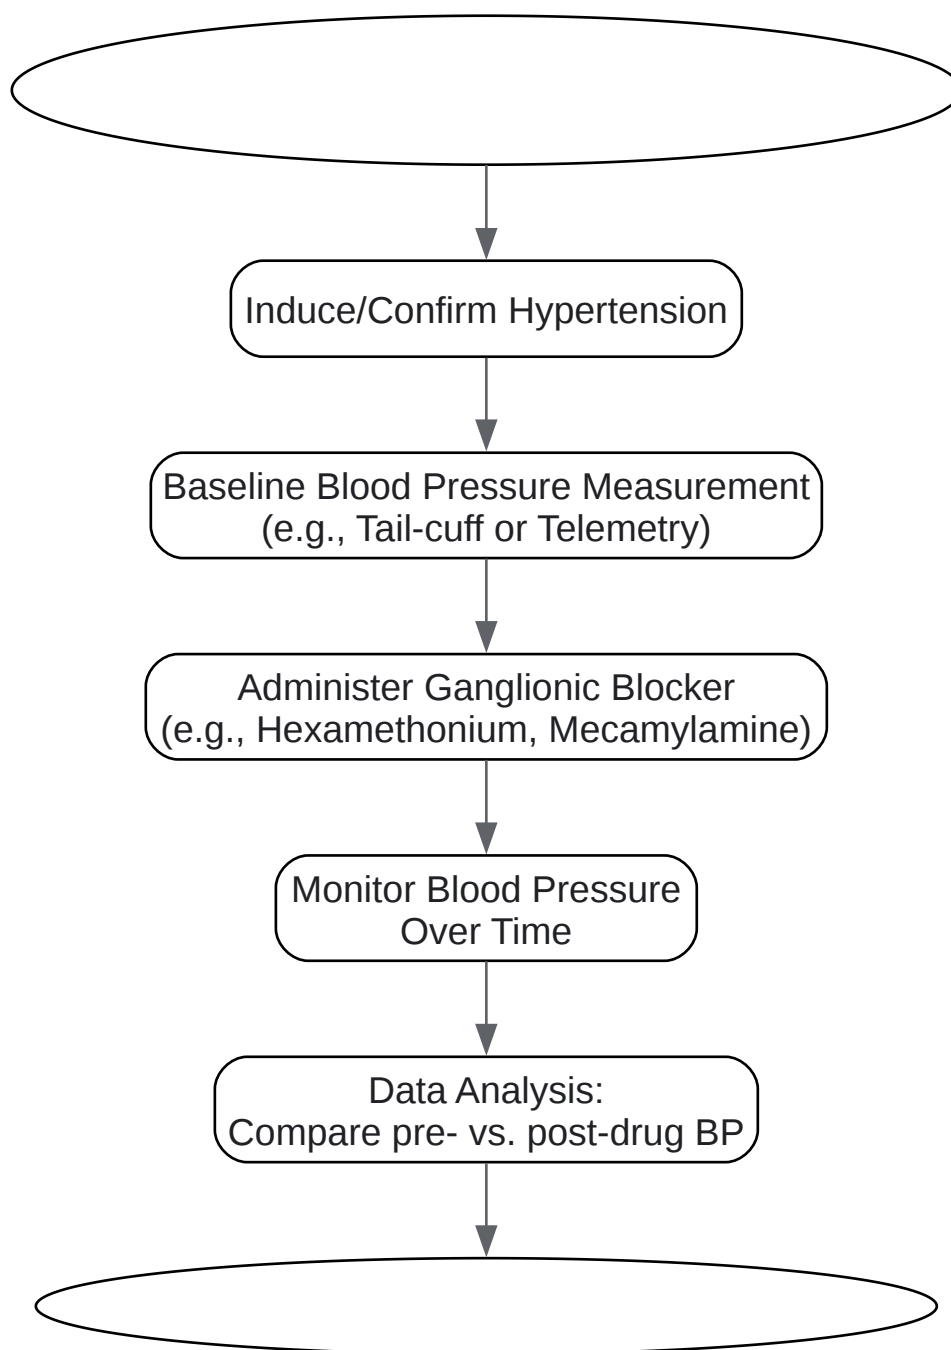 Induce/Confirm Hypertension
Baseline Blood Pressure Measurement
(e.g., Tail-cuff or Telemetry)
Administer Ganglionic Blocker
(e.g., Hexamethonium, Mecamylamine)
Monitor Blood Pressure
Over Time
Data Analysis:
Compare pre- vs. post-drug BP